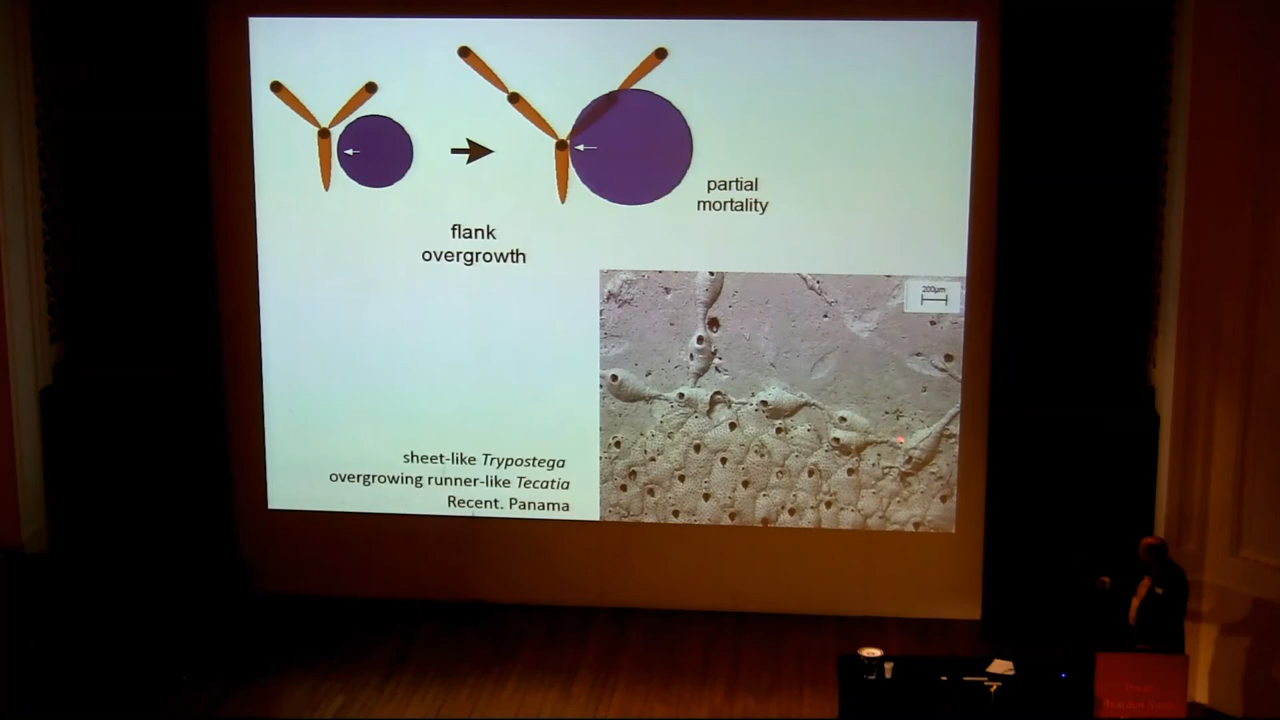 partial
mortality
flank
overgrowth
200µm
sheet-like Trypostega
overgrowing runner-like Tecatia
Recent. Panama